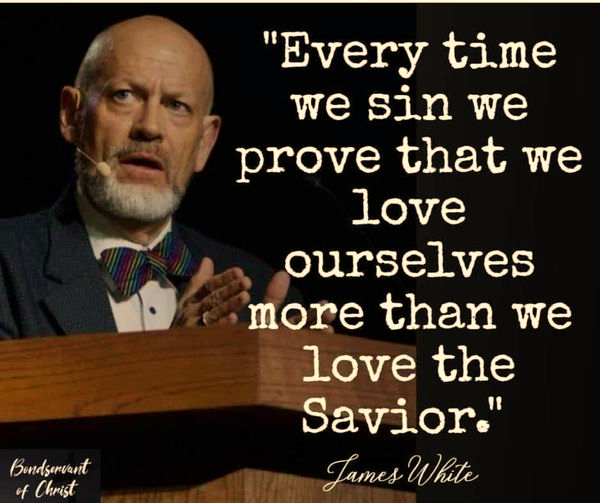 "Every time
we sin we
prove that we
love
ourselves
more than we
love the
Savior."
James White
Bondservant
of Christ